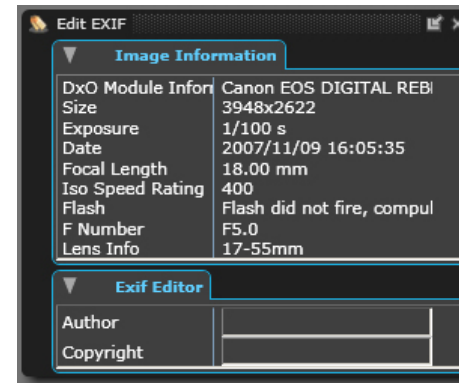 Edit EXIF
Image Information
DxO Module Inforn Canon EOS DIGITAL REBI
Size 3948x2622
Exposure 1/100 s
Date 2007/11/09 16:05:35
Focal Length 18.00 mm
Iso Speed Rating 400
Flash Flash did not fire, compul
F Number F5.0
Lens Info 17-55mm
Exif Editor
Author
Copyright